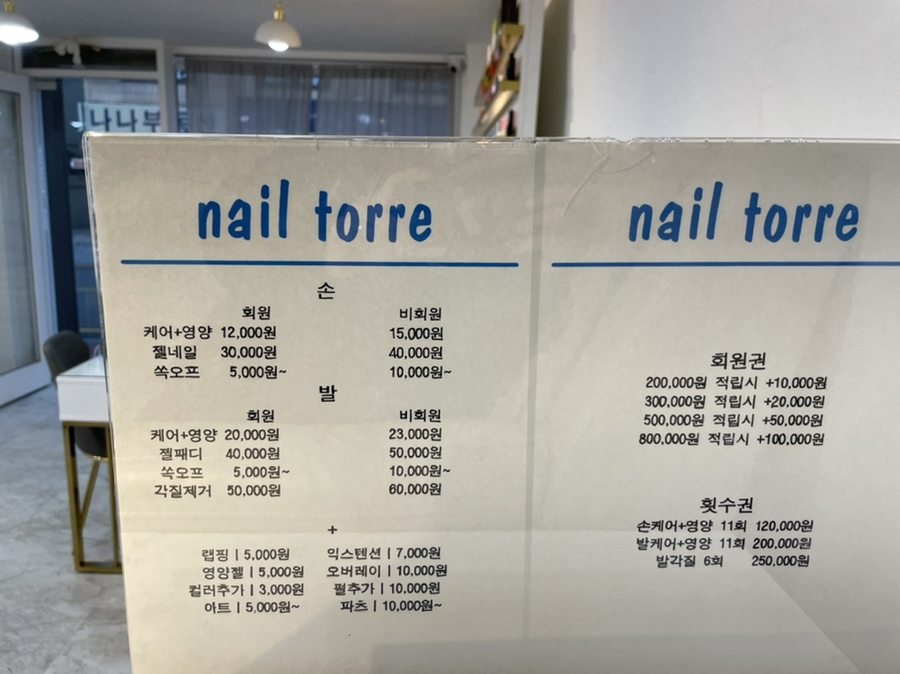 나나부
nail torre
손
회원 비회원
케어+영양 12,000원 15,000원
젤네일 30,000원 40,000원
쏙오프 5,000원~ 10,000원~
발
회원 비회원
케어+영양 20,000원 23,000원
젤패디 40,000원 50,000원
쏙오프 5,000원~ 10,000원~
각질제거 50,000원 60,000원
+
랩핑 | 5,000원 익스텐션 | 7,000원
영양젤 | 5,000원 오버레이 | 10,000원
컬러추가 | 3,000원 펄추가 | 10,000원
아트 | 5,000원~ 파츠 | 10,000원~
nail torre
회원권
200,000원 적립시 +10,000원
300,000원 적립시 +20,000원
500,000원 적립시 +50,000원
800,000원 적립시 +100,000원
횟수권
손케어+영양 11회 120,000원
발케어+영양 11회 200,000원
발각질 6회 250,000원